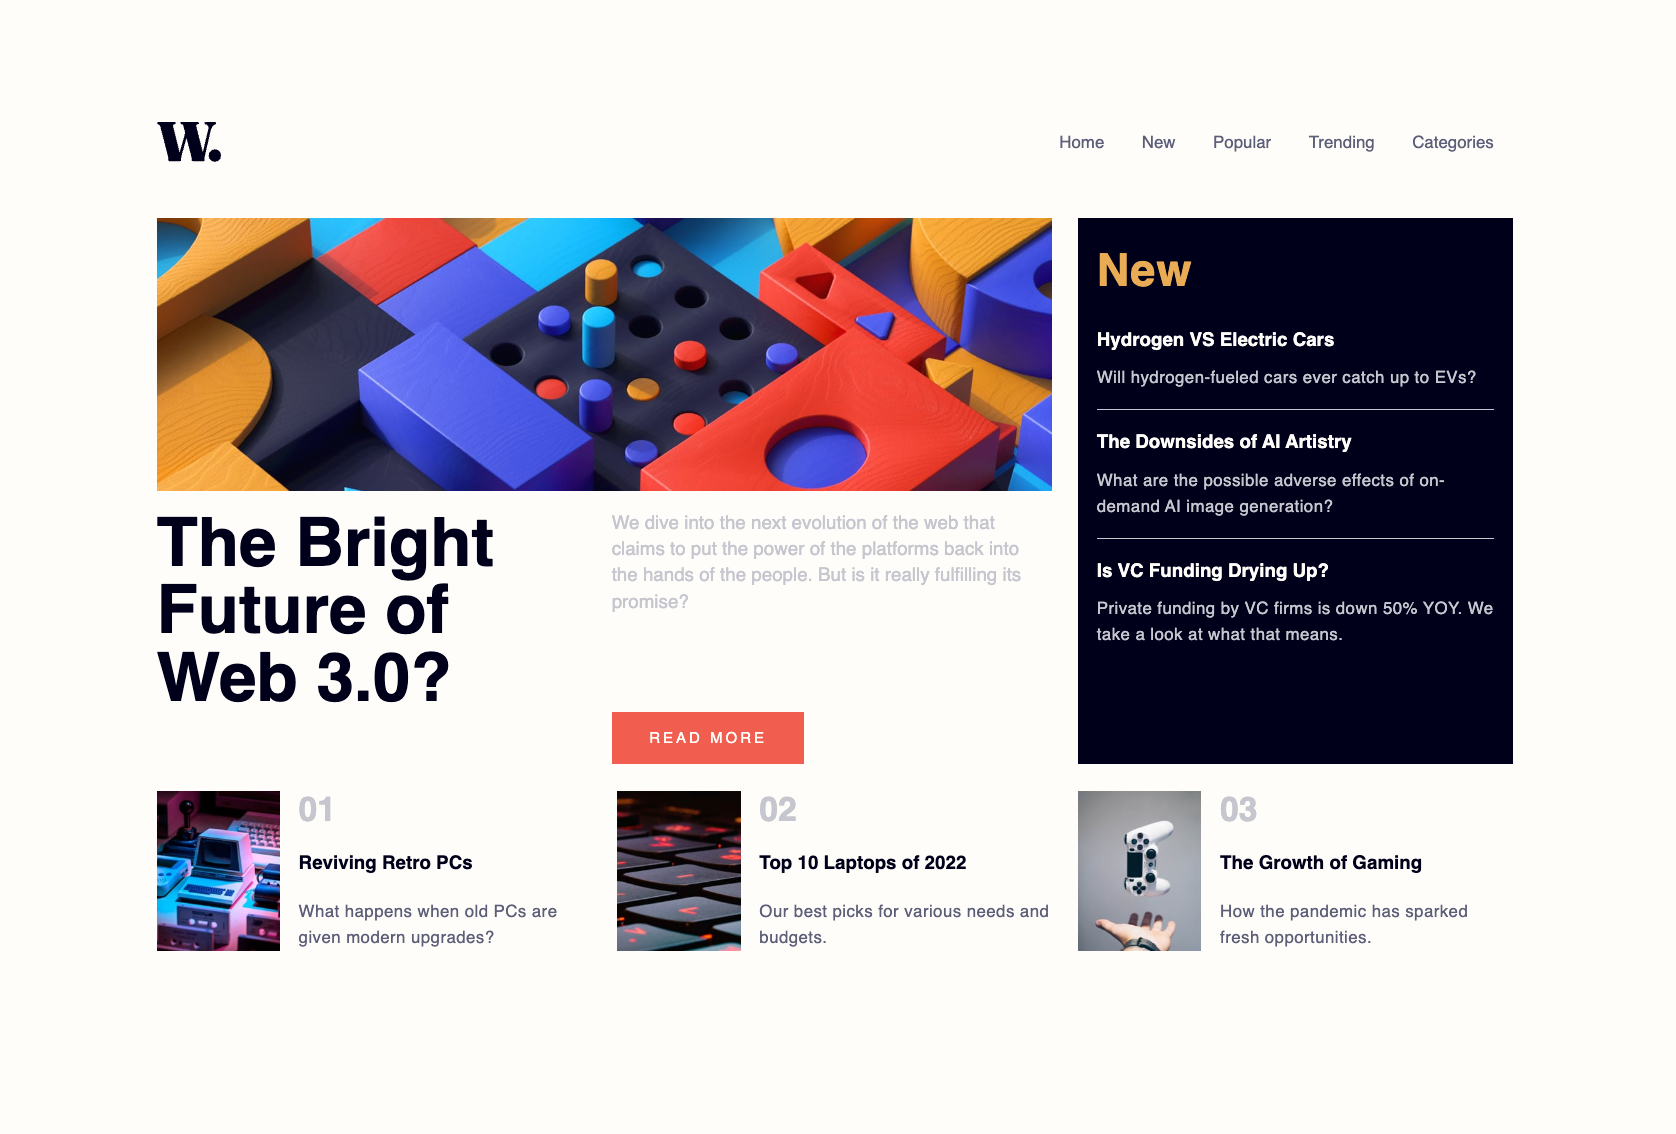 W.
Home New Popular Trending Categories
The Bright
Future of
Web 3.0?
We dive into the next evolution of the web that
claims to put the power of the platforms back into
the hands of the people. But is it really fulfilling its
promise?
READ MORE
New
Hydrogen VS Electric Cars
Will hydrogen-fueled cars ever catch up to EVs?
The Downsides of AI Artistry
What are the possible adverse effects of on-
demand AI image generation?
Is VC Funding Drying Up?
Private funding by VC firms is down 50% YOY. We
take a look at what that means.
01
Reviving Retro PCs
What happens when old PCs are
given modern upgrades?
02
Top 10 Laptops of 2022
Our best picks for various needs and
budgets.
03
The Growth of Gaming
How the pandemic has sparked
fresh opportunities.